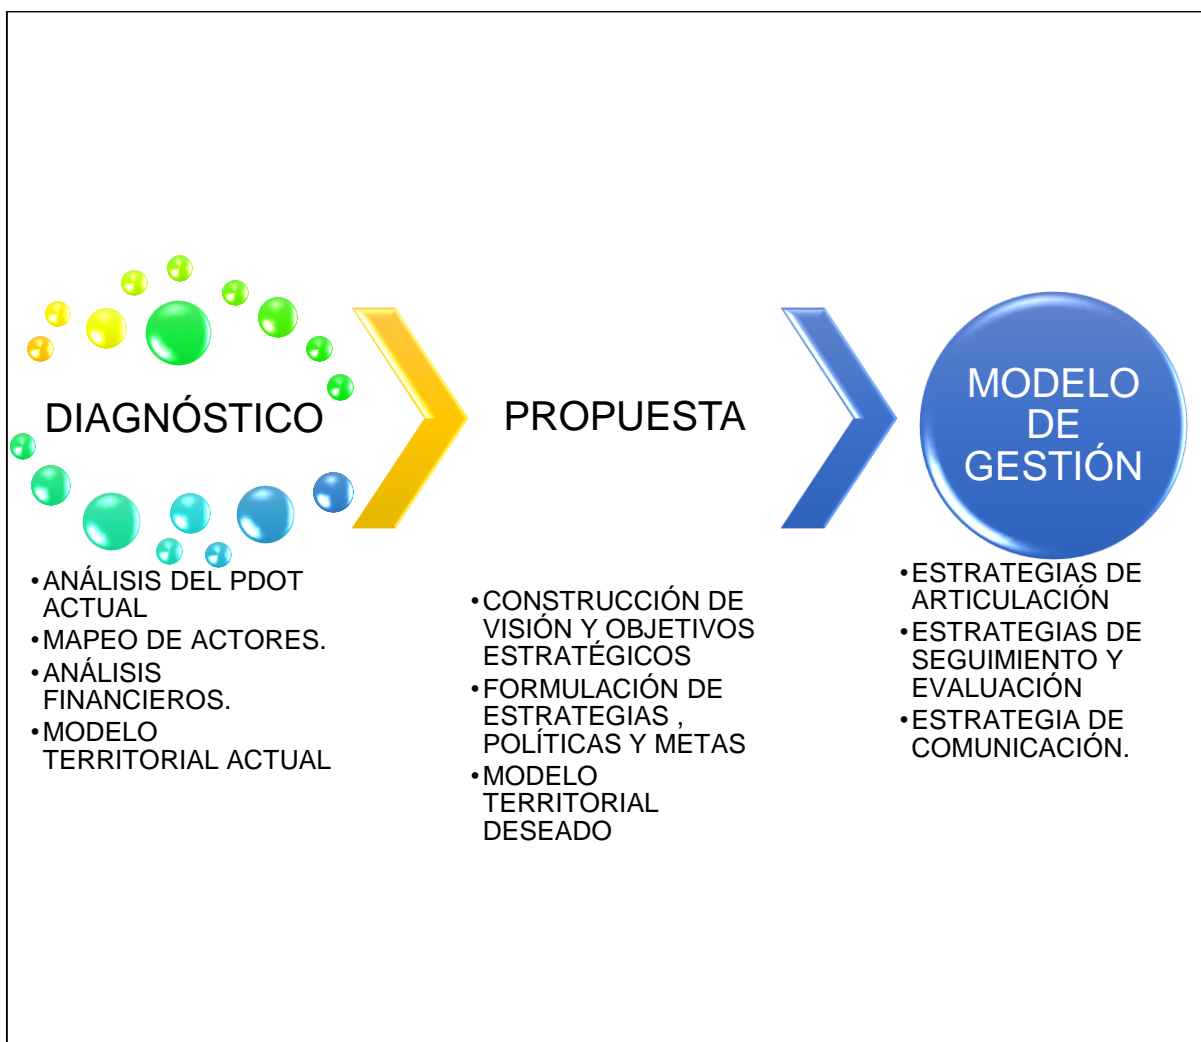 DIAGNÓSTICO
•ANÁLISIS DEL PDOT
ACTUAL
•MAPEO DE ACTORES.
•ANÁLISIS
FINANCIEROS.
•MODELO
TERRITORIAL ACTUAL
PROPUESTA
•CONSTRUCCIÓN DE
VISIÓN Y OBJETIVOS
ESTRATÉGICOS
•FORMULACIÓN DE
ESTRATEGIAS ,
POLÍTICAS Y METAS
•MODELO
TERRITORIAL
DESEADO
MODELO
DE
GESTIÓN
•ESTRATEGIAS DE
ARTICULACIÓN
•ESTRATEGIAS DE
SEGUIMIENTO Y
EVALUACIÓN
•ESTRATEGIA DE
COMUNICACIÓN.